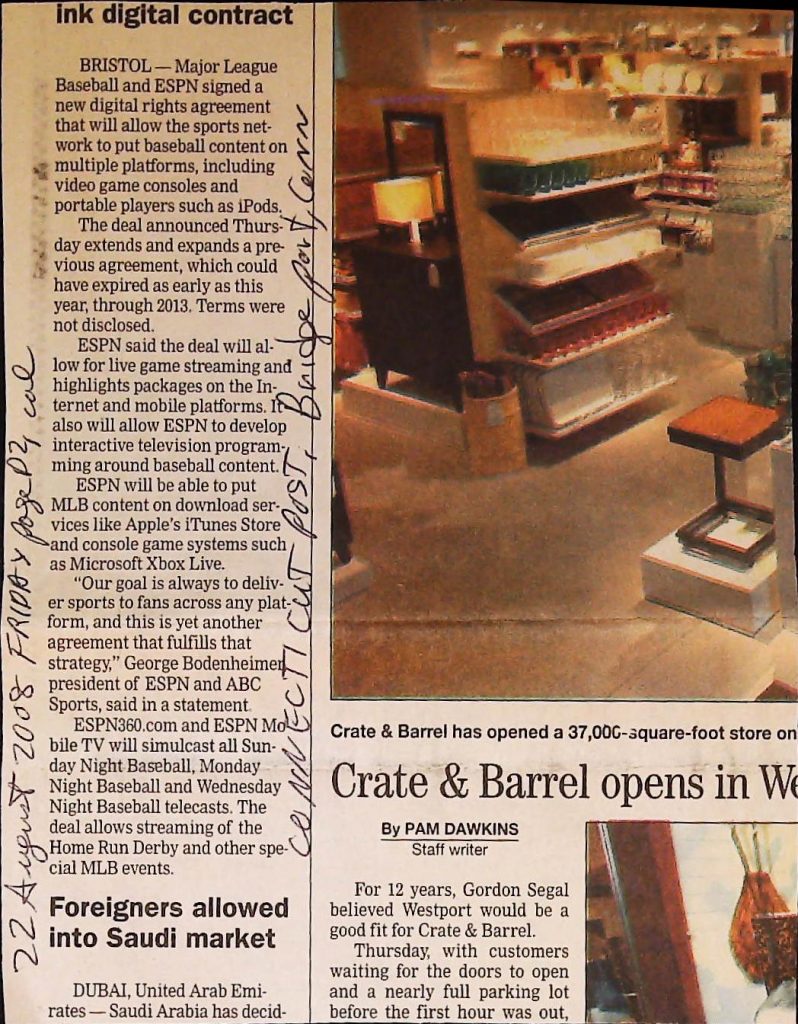 ink digital contract
BRISTOL — Major League
Baseball and ESPN signed a
new digital rights agreement
that will allow the sports net-
work to put baseball content on
multiple platforms, including
video game consoles and
portable players such as iPods.
The deal announced Thurs-
day extends and expands a pre-
vious agreement, which could
have expired as early as this
year, through 2013. Terms were
not disclosed.
ESPN said the deal will al-
low for live game streaming and
highlights packages on the In-
ternet and mobile platforms. It
also will allow ESPN to develop
interactive television program-
ming around baseball content.
ESPN will be able to put
MLB content on download ser-
vices like Apple's iTunes Store
and console game systems such
as Microsoft Xbox Live.
"Our goal is always to deliv-
er sports to fans across any plat-
form, and this is yet another
agreement that fulfills that
strategy," George Bodenheimer,
president of ESPN and ABC
Sports, said in a statement.
ESPN360.com and ESPN Mo-
bile TV will simulcast all Sun-
day Night Baseball, Monday
Night Baseball and Wednesday
Night Baseball telecasts. The
deal allows streaming of the
Home Run Derby and other spe-
cial MLB events.
Foreigners allowed
into Saudi market
DUBAI, United Arab Emi-
rates — Saudi Arabia has decid-
22 August 2008 FRIDAY page D2,
CONNECTICUT POST, Bridgeport, Conn
Crate & Barrel has opened a 37,000-square-foot store on
Crate & Barrel opens in We
By PAM DAWKINS
Staff writer
For 12 years, Gordon Segal
believed Westport would be a
good fit for Crate & Barrel.
Thursday, with customers
waiting for the doors to open
and a nearly full parking lot
before the first hour was out,